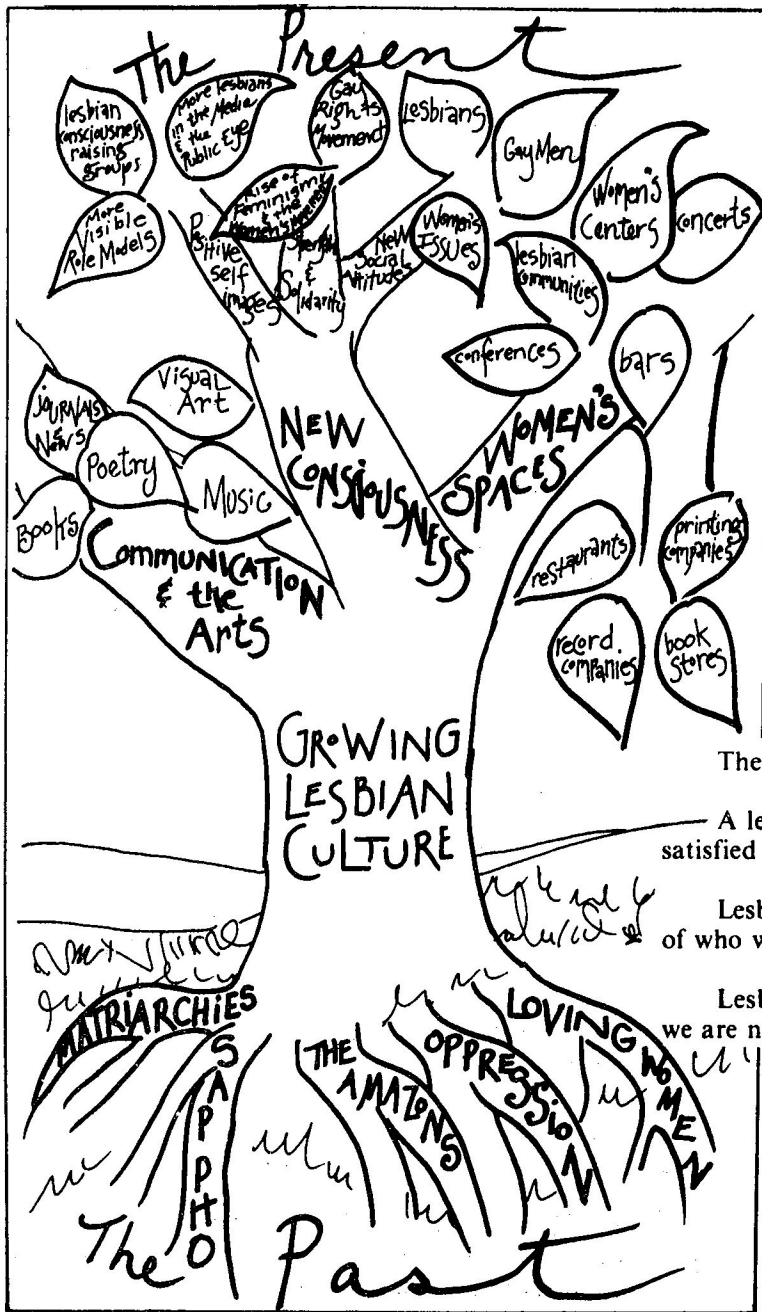 The Present
lesbian
consciousness
raising
groups
More lesbians
in the Media
& the
Public Eye
Gay
Rights
Movement
Lesbians
Gay Men
Women's
Centers
concerts
More
Visible
Role Models
Rise of
Feminism
& the
Women's Movement
Positive
self
images
Strength
&
Solidarity
New
Social
Attitudes
Women's
Issues
lesbian
communities
conferences
bars
Journals
&
News
Visual
Art
Poetry
Music
Books
Communication
& the
Arts
New
Consciousness
Women's
Spaces
restaurants
printing
companies
record
companies
book
stores
Growing
Lesbian
Culture
The
A le
satisfied
Lesb
of who w
Lesb
we are n
Matriarchies
Sappho
The
Amazons
Oppression
Loving Women
The Past